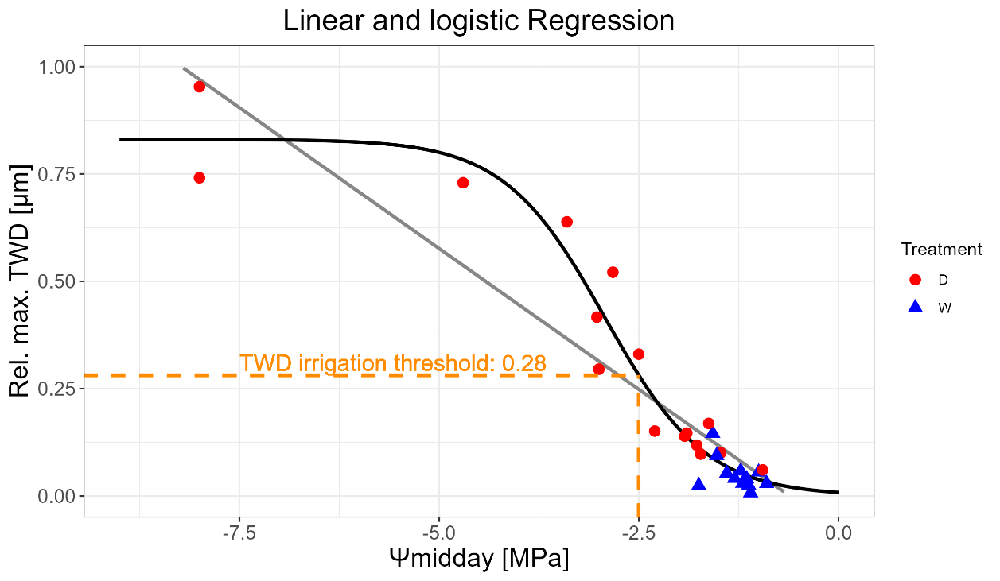 Linear and logistic Regression
Rel. max. TWD [μm]
1.00
0.75
0.50
0.25
0.00
TWD irrigation threshold: 0.28
-7.5
-5.0
-2.5
0.0
Ψmidday [MPa]
Treatment
D
W